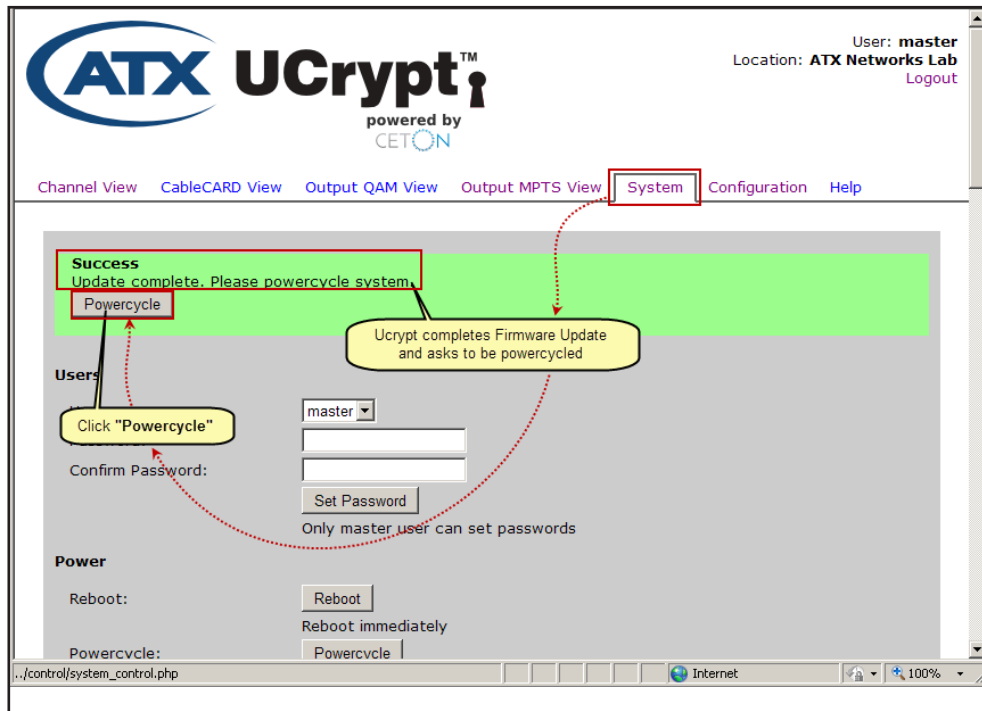 ATX UCrypt™
powered by
CETON
User: master
Location: ATX Networks Lab
Logout
Channel View CableCARD View Output QAM View Output MPTS View System Configuration Help
Success
Update complete. Please powercycle system
Powercycle
Ucrypt completes Firmware Update
and asks to be powercycled
Users
master
Click "Powercycle"
Confirm Password:
Set Password
Only master user can set passwords
Power
Reboot:
Reboot
Reboot immediately
Powercycle:
Powercycle
../control/system_control.php
Internet
100%